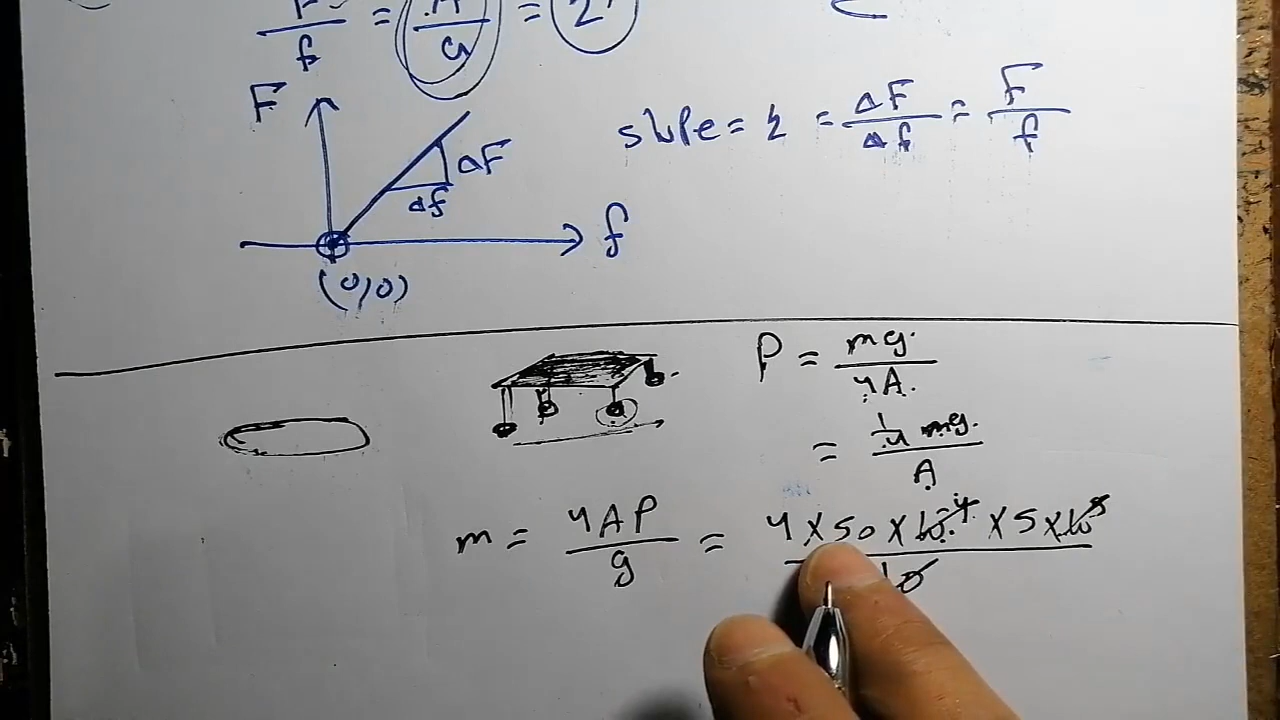 F/f = A/a = η
F
ΔF
Δf
f
(0,0)
slope = η = ΔF/Δf = F/f
P = mg/4A
= 1/4 mg/A
m = 4AP/g = 4×50×10⁻⁴×5×10⁵/10